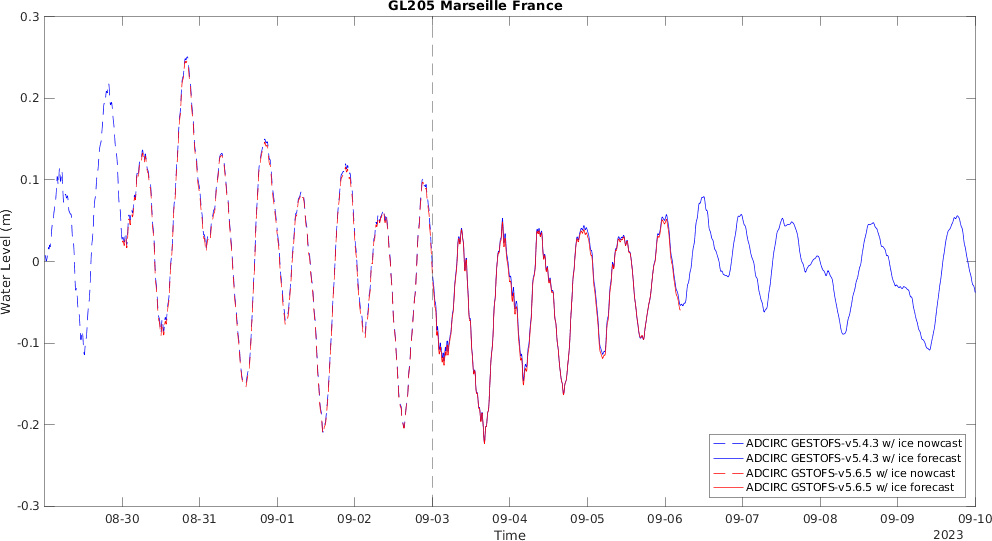 GL205 Marseille France
0.3
0.2
0.1
0
-0.1
-0.2
-0.3
Water Level (m)
ADCIRC GESTOFS-v5.4.3 w/ ice nowcast
ADCIRC GESTOFS-v5.4.3 w/ ice forecast
ADCIRC GSTOFS-v5.6.5 w/ ice nowcast
ADCIRC GSTOFS-v5.6.5 w/ ice forecast
08-30 08-31 09-01 09-02 09-03 09-04 09-05 09-06 09-07 09-08 09-09 09-10
Time 2023